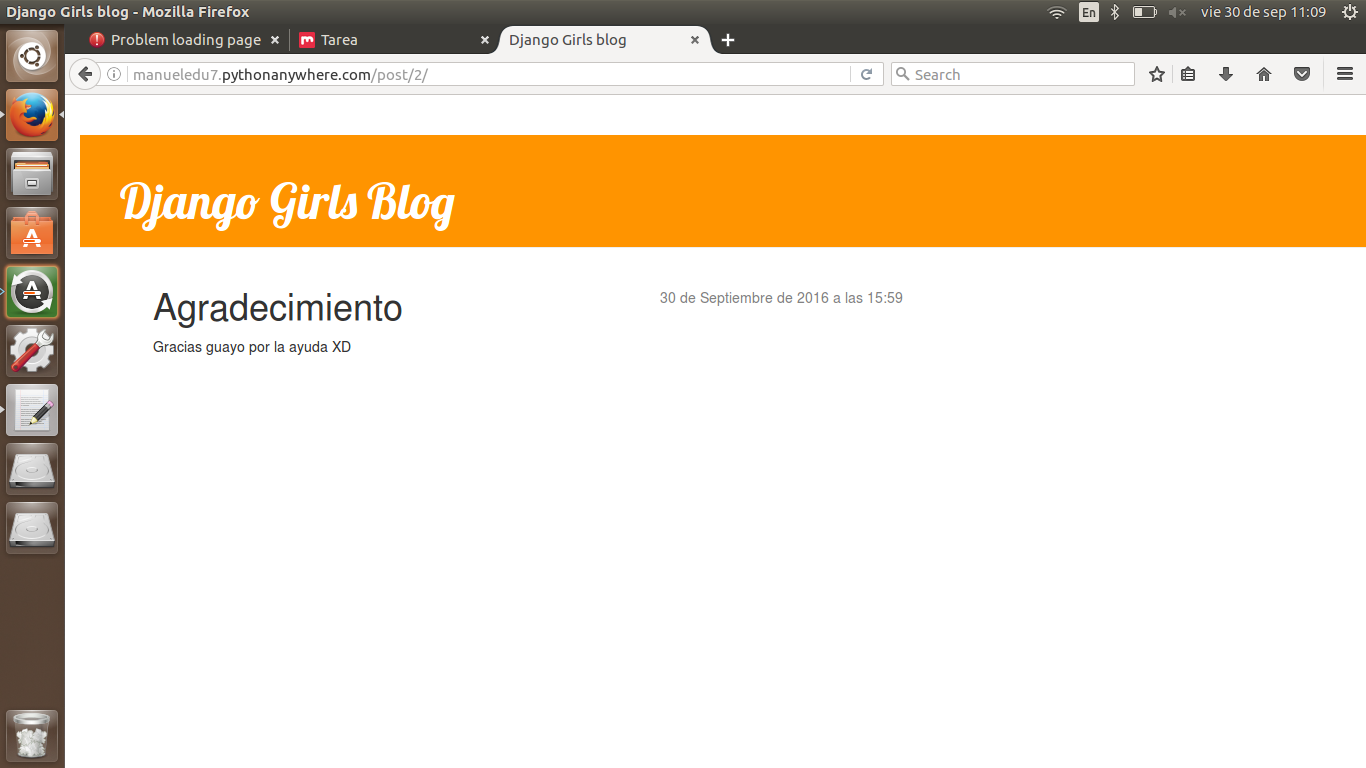 Django Girls blog - Mozilla Firefox
En
vie 30 de sep 11:09
Problem loading page
Tarea
Django Girls blog
manueledu7.pythonanywhere.com/post/2/
Search
Django Girls Blog
Agradecimiento
30 de Septiembre de 2016 a las 15:59
Gracias guayo por la ayuda XD